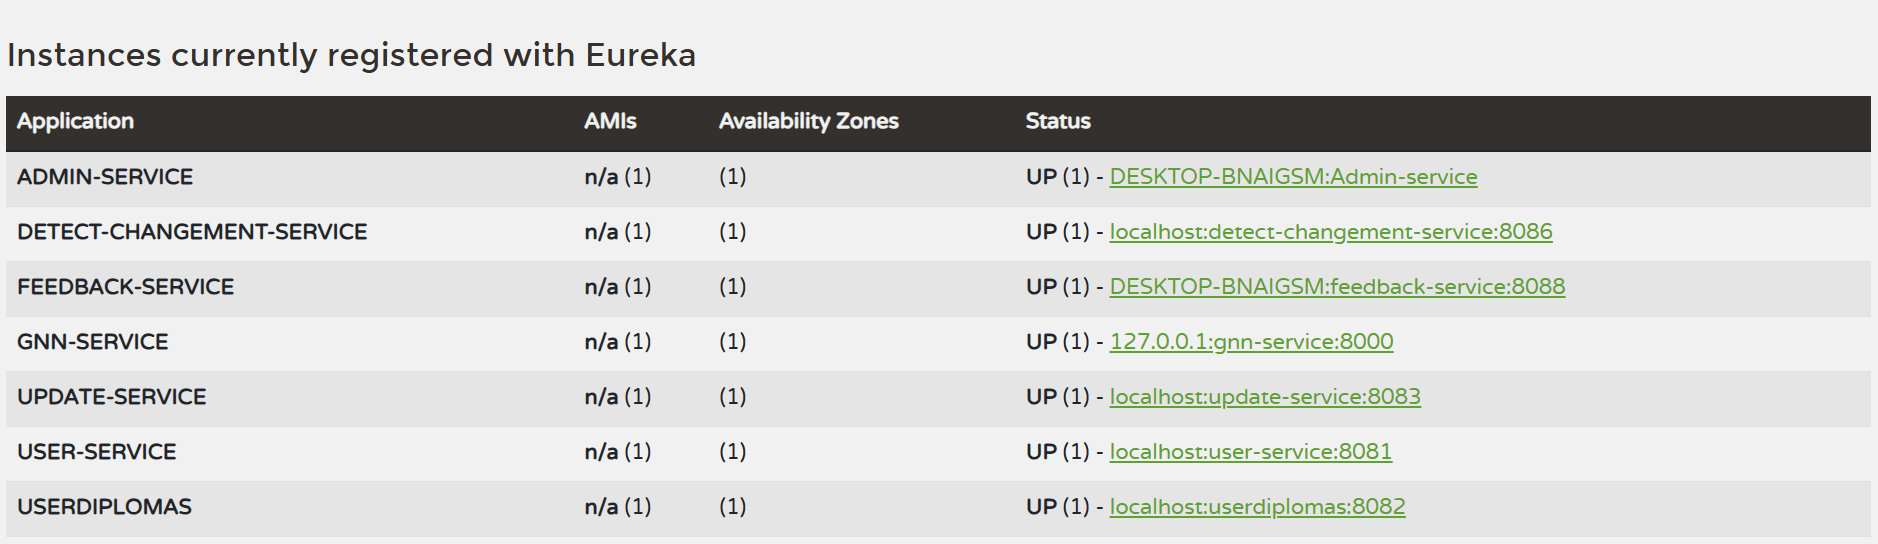 Instances currently registered with Eureka
Application AMIs Availability Zones Status
ADMIN-SERVICE n/a (1) (1) UP (1) - DESKTOP-BNAIGSM:Admin-service
DETECT-CHANGEMENT-SERVICE n/a (1) (1) UP (1) - localhost:detect-changement-service:8086
FEEDBACK-SERVICE n/a (1) (1) UP (1) - DESKTOP-BNAIGSM:feedback-service:8088
GNN-SERVICE n/a (1) (1) UP (1) - 127.0.0.1:gnn-service:8000
UPDATE-SERVICE n/a (1) (1) UP (1) - localhost:update-service:8083
USER-SERVICE n/a (1) (1) UP (1) - localhost:user-service:8081
USERDIPLOMAS n/a (1) (1) UP (1) - localhost:userdiplomas:8082